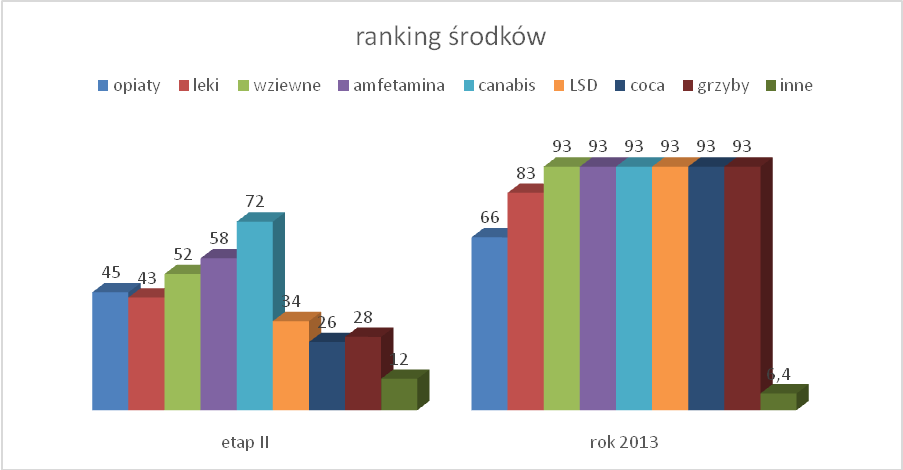 ranking środków
opiaty leki wziewne amfetamina canabis LSD coca grzyby inne
45 43 52 58 72 34 26 28 12
66 83 93 93 93 93 93 93 6,4
etap II rok 2013